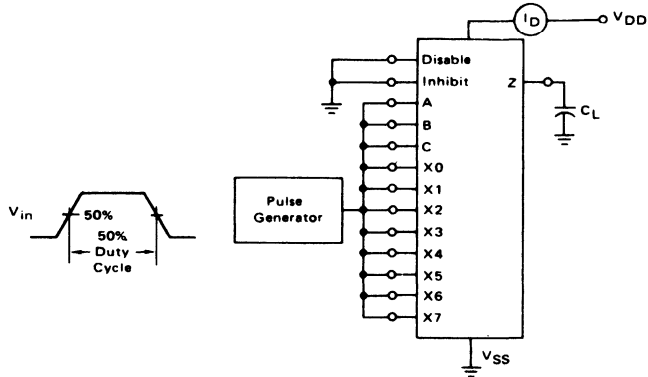 I_D
V_DD
Disable
Inhibit
A
Z
B
C_L
C
X0
X1
Pulse
Generator
X2
V_in
50%
50%
Duty
Cycle
X3
X4
X5
X6
X7
V_SS